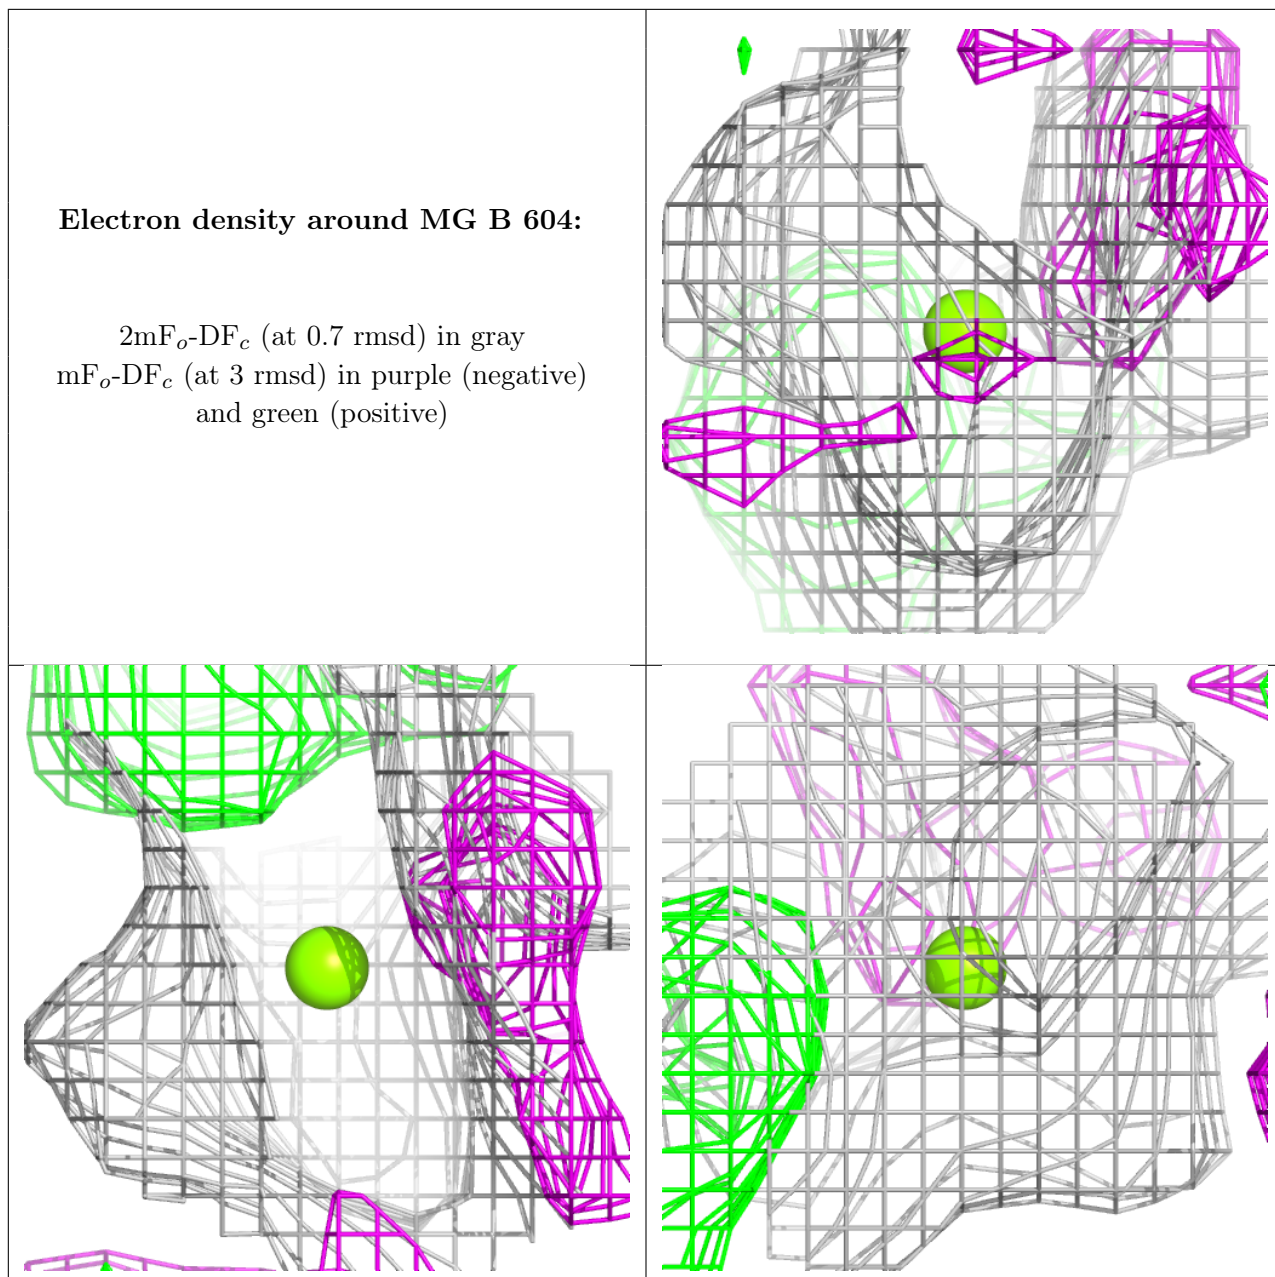 Electron density around MG B 604:
2mFo-DFc (at 0.7 rmsd) in gray
mFo-DFc (at 3 rmsd) in purple (negative)
and green (positive)